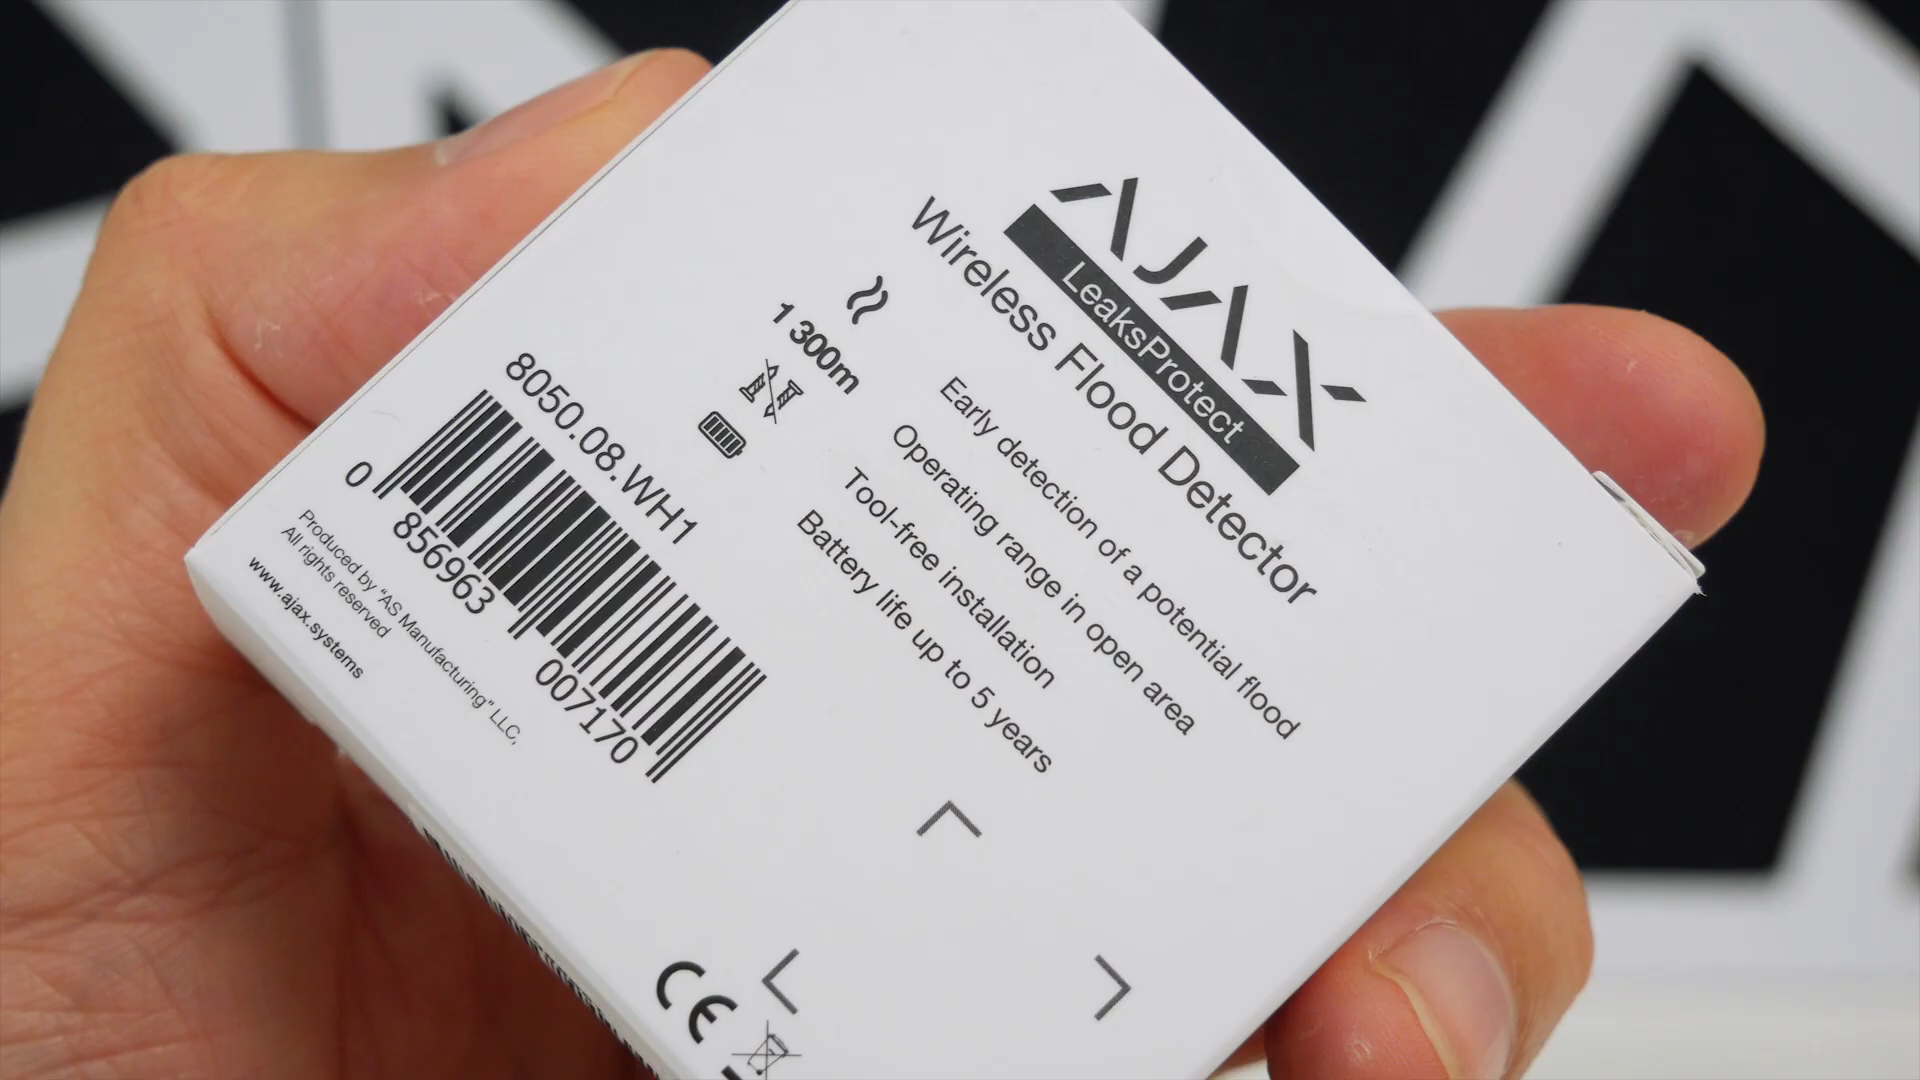 AJAX
LeaksProtect
Wireless Flood Detector
1 300m
Early detection of a potential flood
Operating range in open area
Tool-free installation
Battery life up to 5 years
8050.08.WH1
0 856963 007170
Produced by “AS Manufacturing” LLC,
All rights reserved
www.ajax.systems
CE